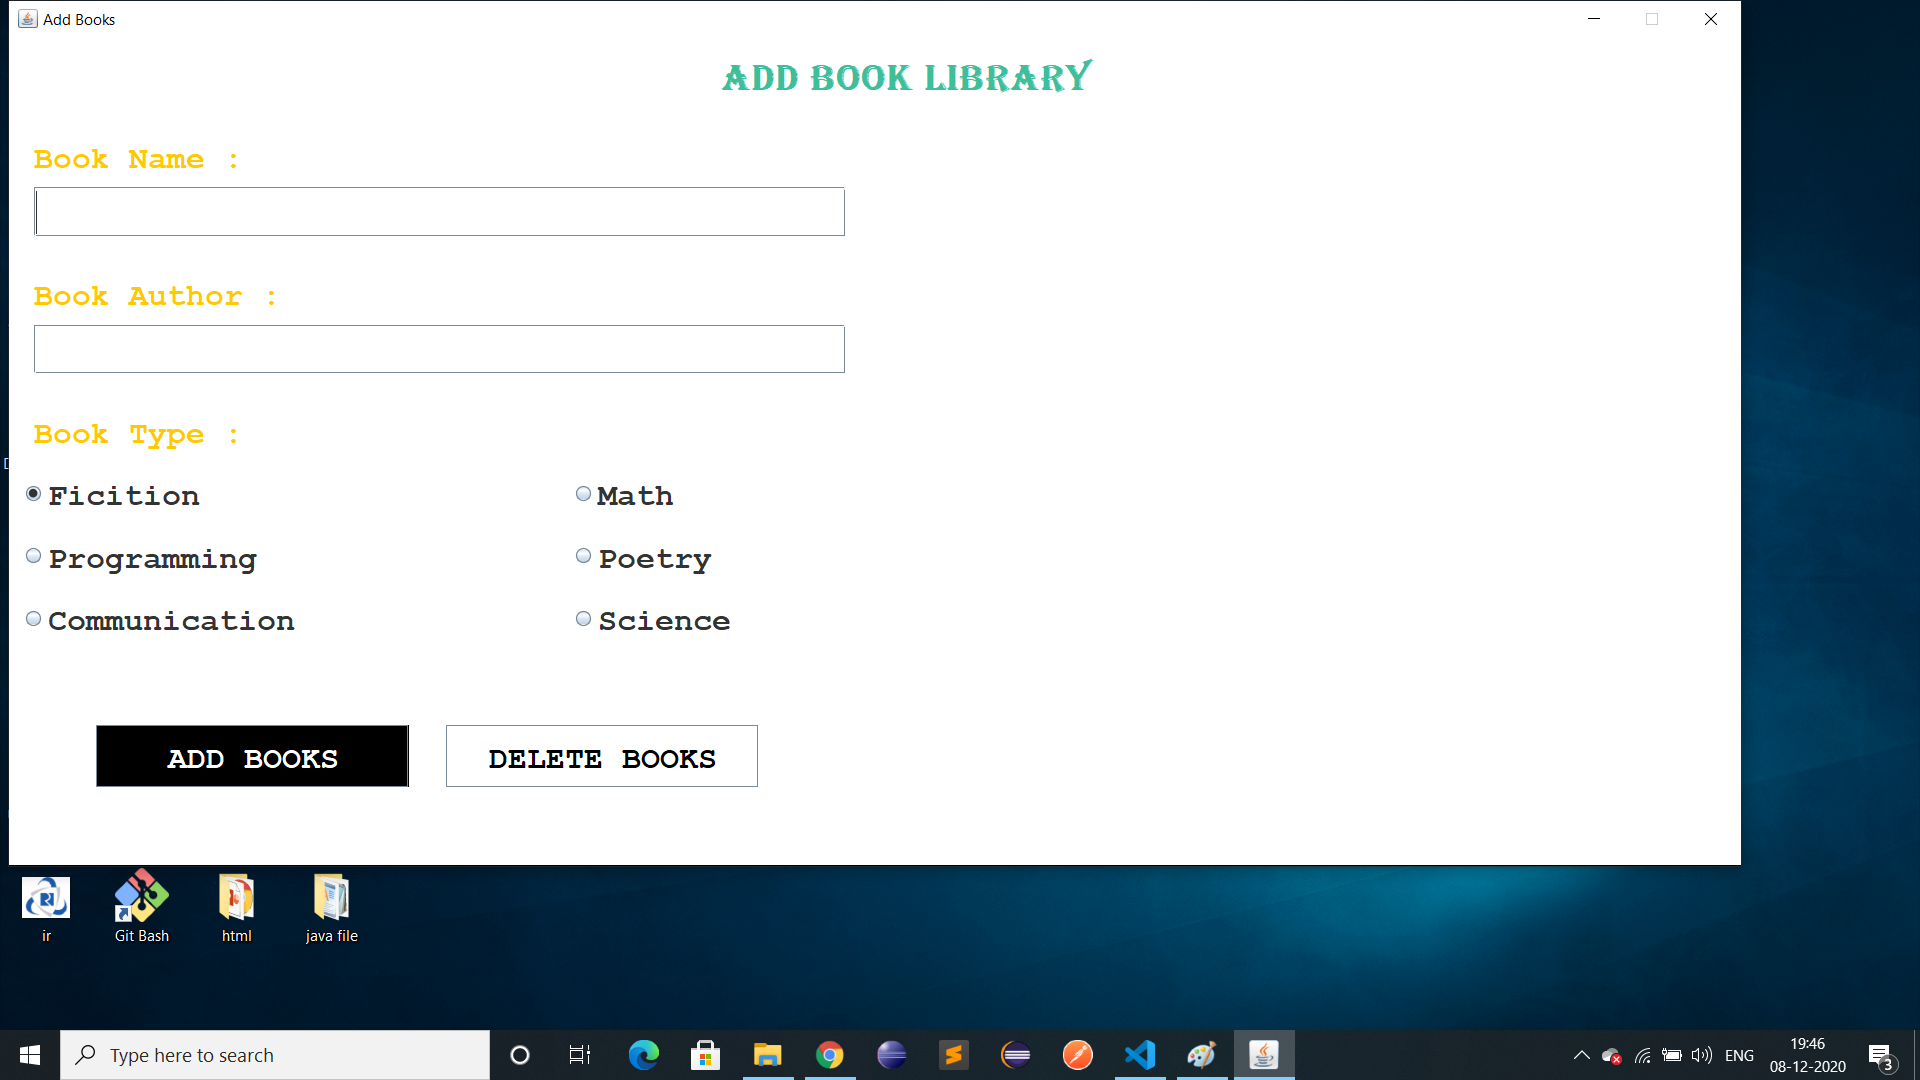 Add Books
ADD BOOK LIBRARY
Book Name :
Book Author :
Book Type :
Ficition Math
Programming Poetry
Communication Science
ADD BOOKS DELETE BOOKS
ir Git Bash html java file
Type here to search
ENG
19:46
08-12-2020
3